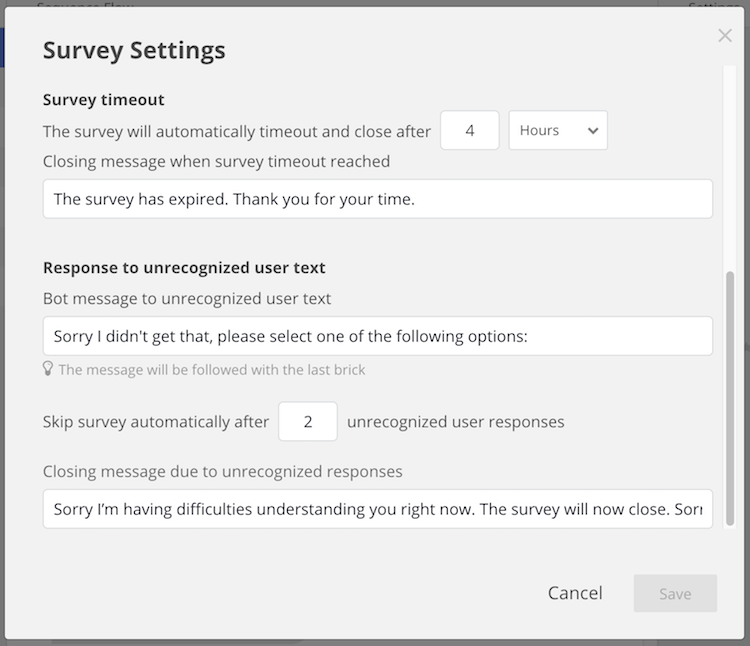 Survey Settings
Survey timeout
The survey will automatically timeout and close after 4 Hours
Closing message when survey timeout reached
The survey has expired. Thank you for your time.
Response to unrecognized user text
Bot message to unrecognized user text
Sorry I didn't get that, please select one of the following options:
The message will be followed with the last brick
Skip survey automatically after 2 unrecognized user responses
Closing message due to unrecognized responses
Sorry I’m having difficulties understanding you right now. The survey will now close. Sorr
Cancel Save